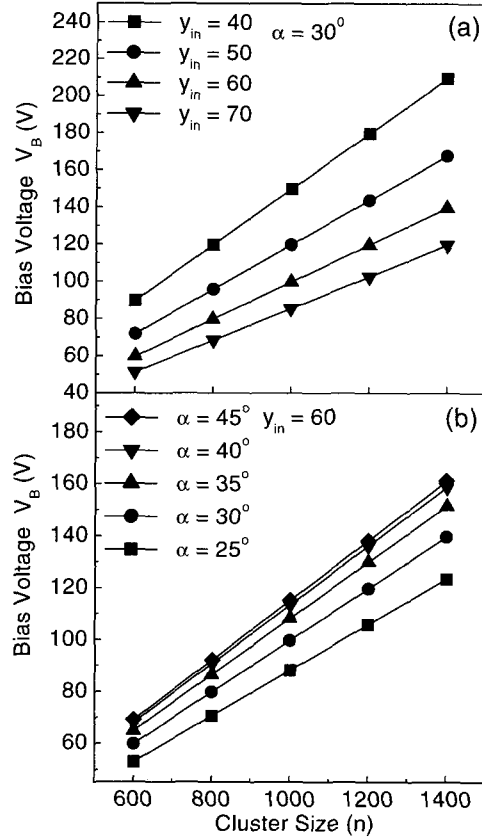 y_in = 40 α = 30° (a)
y_in = 50
y_in = 60
y_in = 70
240
220
200
180
160
140
120
100
80
60
40
Bias Voltage V_B (V)
α = 45° y_in = 60 (b)
α = 40°
α = 35°
α = 30°
α = 25°
180
160
140
120
100
80
60
Bias Voltage V_B (V)
600 800 1000 1200 1400
Cluster Size (n)